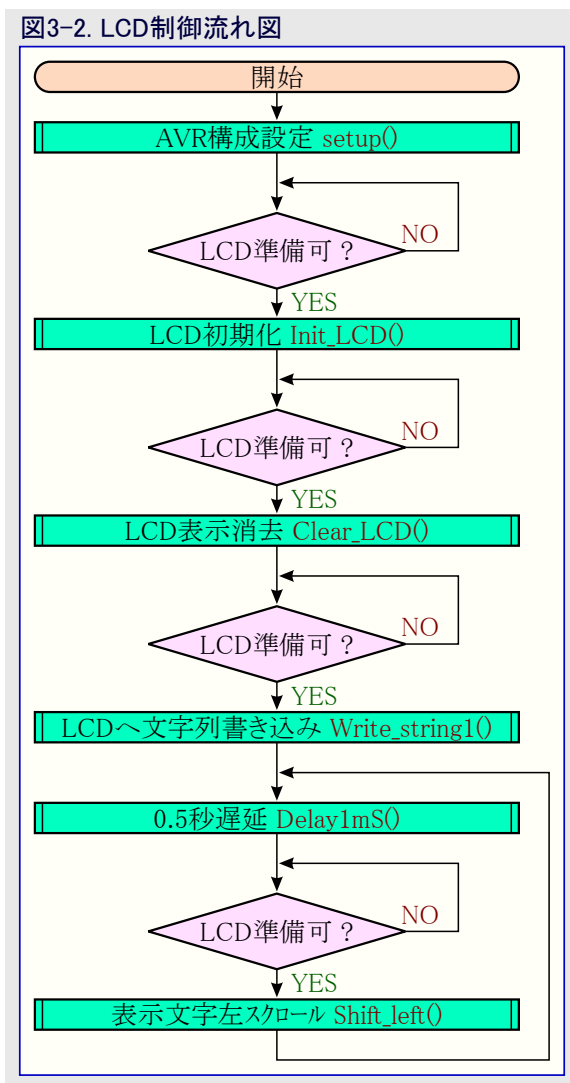 図3-2. LCD制御流れ図
開始
AVR構成設定 setup()
LCD準備可？
NO
YES
LCD初期化 Init_LCD()
LCD準備可？
NO
YES
LCD表示消去 Clear_LCD()
LCD準備可？
NO
YES
LCDへ文字列書き込み Write_string1()
0.5秒遅延 Delay1mS()
LCD準備可？
NO
YES
表示文字左スクロール Shift_left()